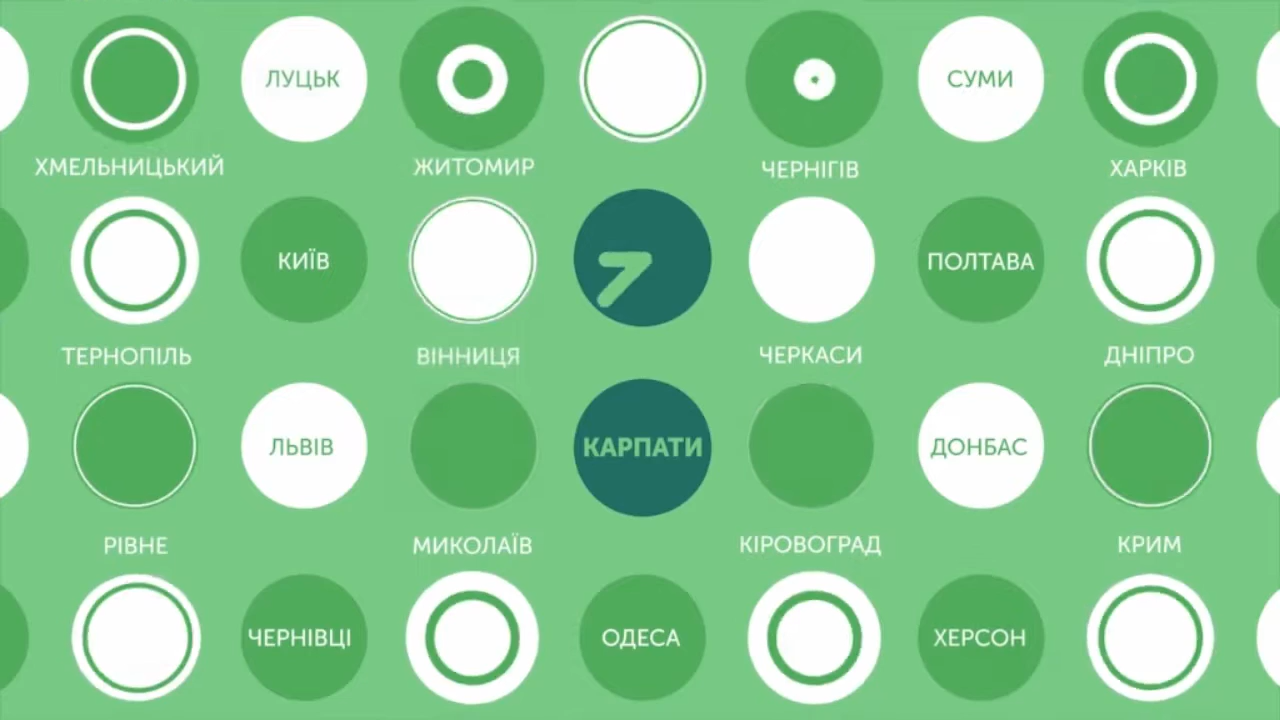 ЛУЦЬК
СУМИ
ХМЕЛЬНИЦЬКИЙ
ЖИТОМИР
ЧЕРНІГІВ
ХАРКІВ
КИЇВ
ПОЛТАВА
ТЕРНОПІЛЬ
ВІННИЦЯ
ЧЕРКАСИ
ДНІПРО
ЛЬВІВ
КАРПАТИ
ДОНБАС
РІВНЕ
МИКОЛАЇВ
КІРОВОГРАД
КРИМ
ЧЕРНІВЦІ
ОДЕСА
ХЕРСОН